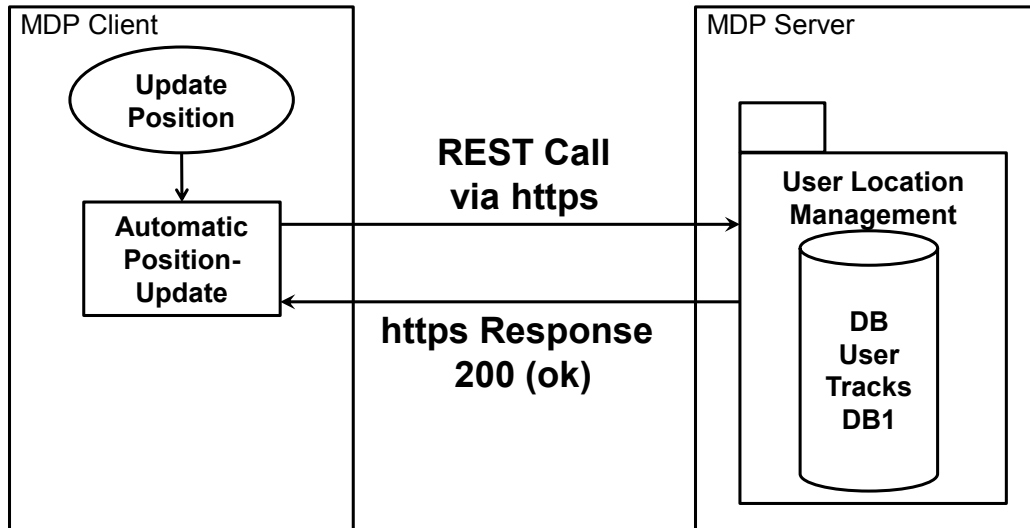 MDP Client
Update
Position
Automatic
Position-
Update
REST Call
via https
https Response
200 (ok)
MDP Server
User Location
Management
DB
User
Tracks
DB1